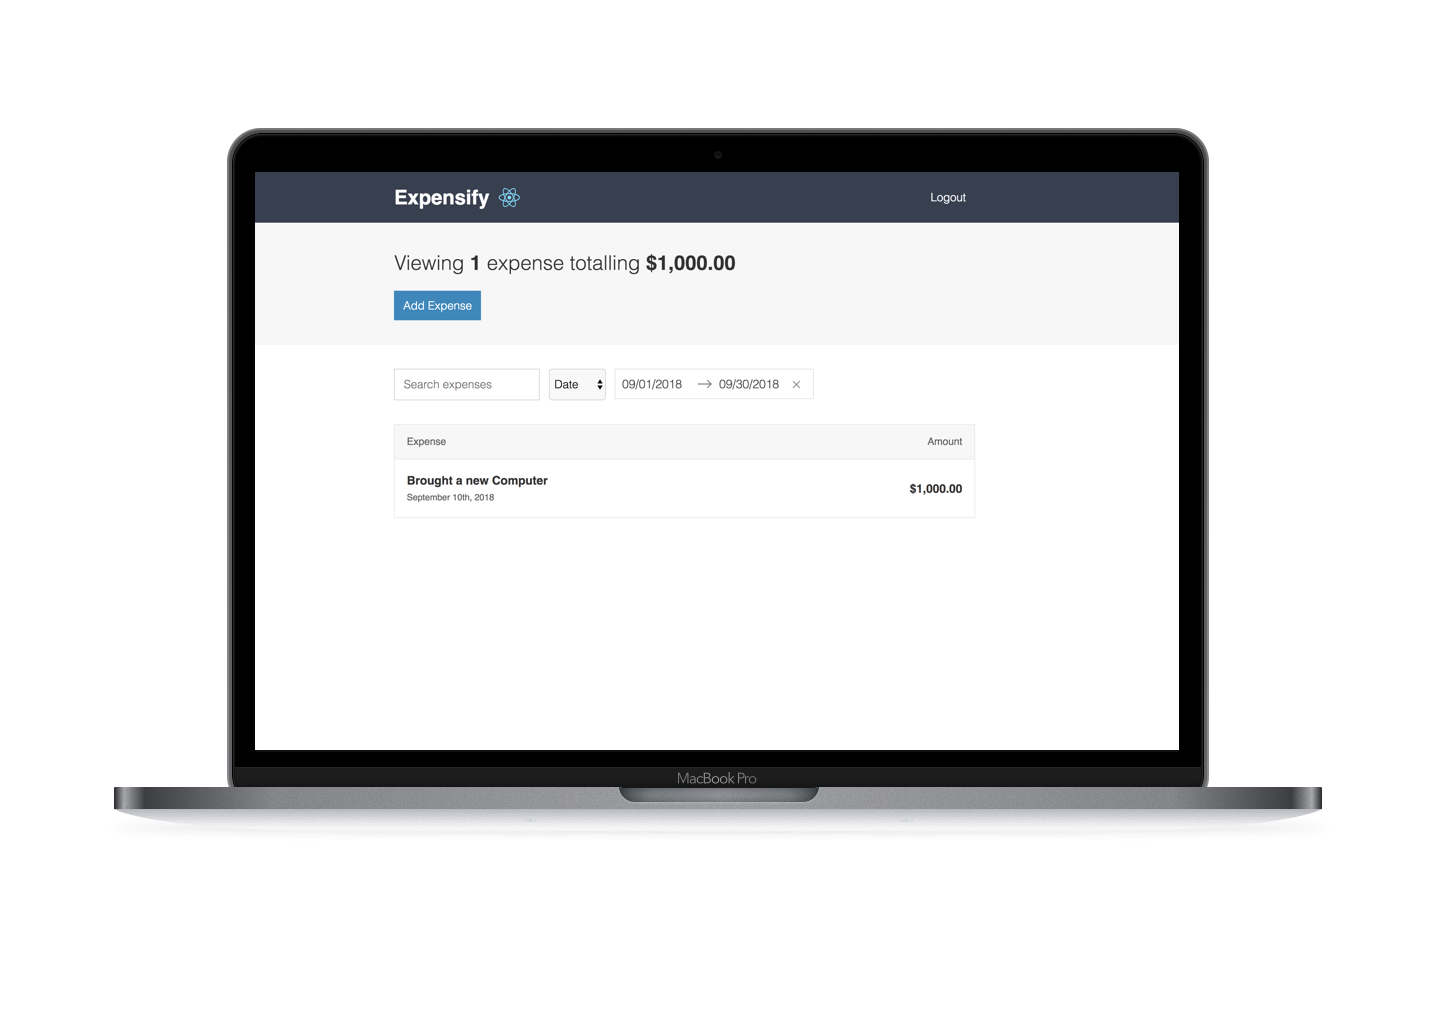 Expensify
Logout
Viewing 1 expense totalling $1,000.00
Add Expense
Search expenses
Date
09/01/2018
09/30/2018
Expense
Amount
Brought a new Computer
September 10th, 2018
$1,000.00
MacBook Pro